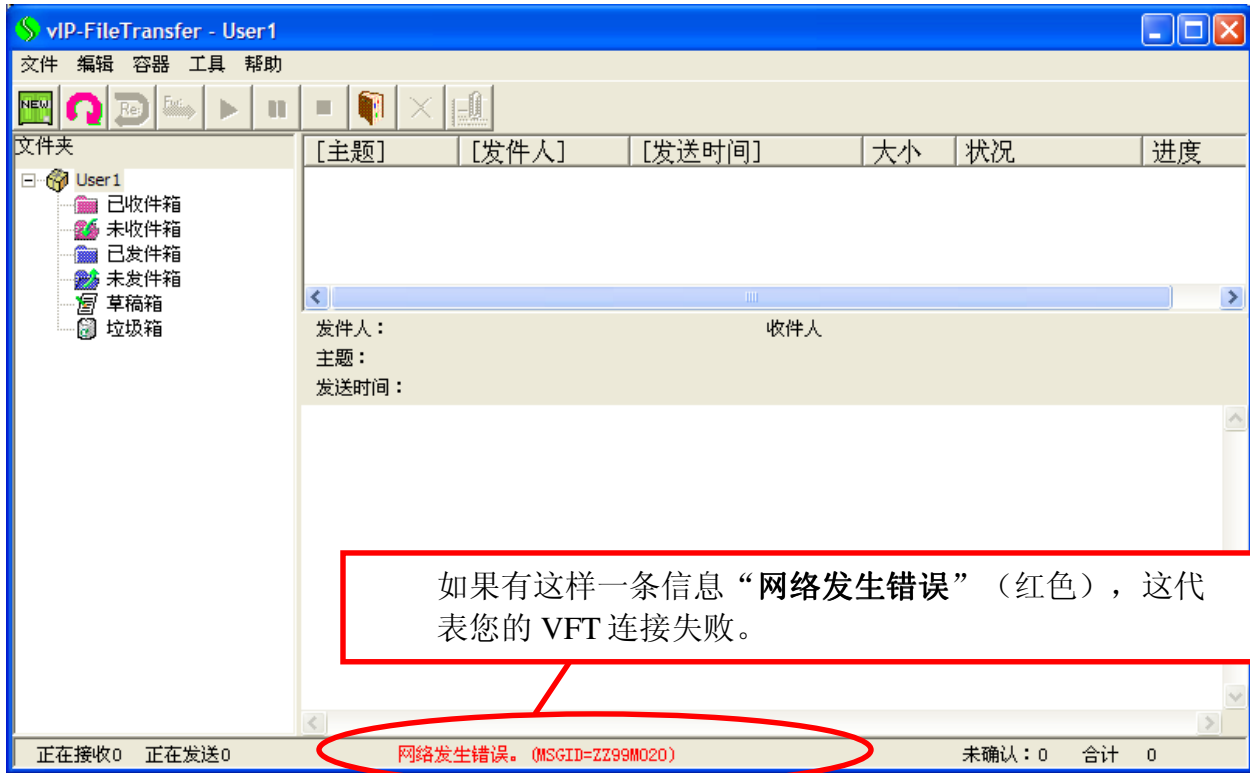 vIP-FileTransfer - User1
文件 编辑 容器 工具 帮助
NEW Re: Fw:
文件夹
[主题] [发件人] [发送时间] 大小 状况 进度
User1
已收件箱
未收件箱
已发件箱
未发件箱
草稿箱
垃圾箱
发件人： 收件人
主题：
发送时间：
如果有这样一条信息“网络发生错误”（红色），这代
表您的 VFT 连接失败。
正在接收0 正在发送0 网络发生错误。(MSGID=ZZ99M020) 未确认：0 合计 0